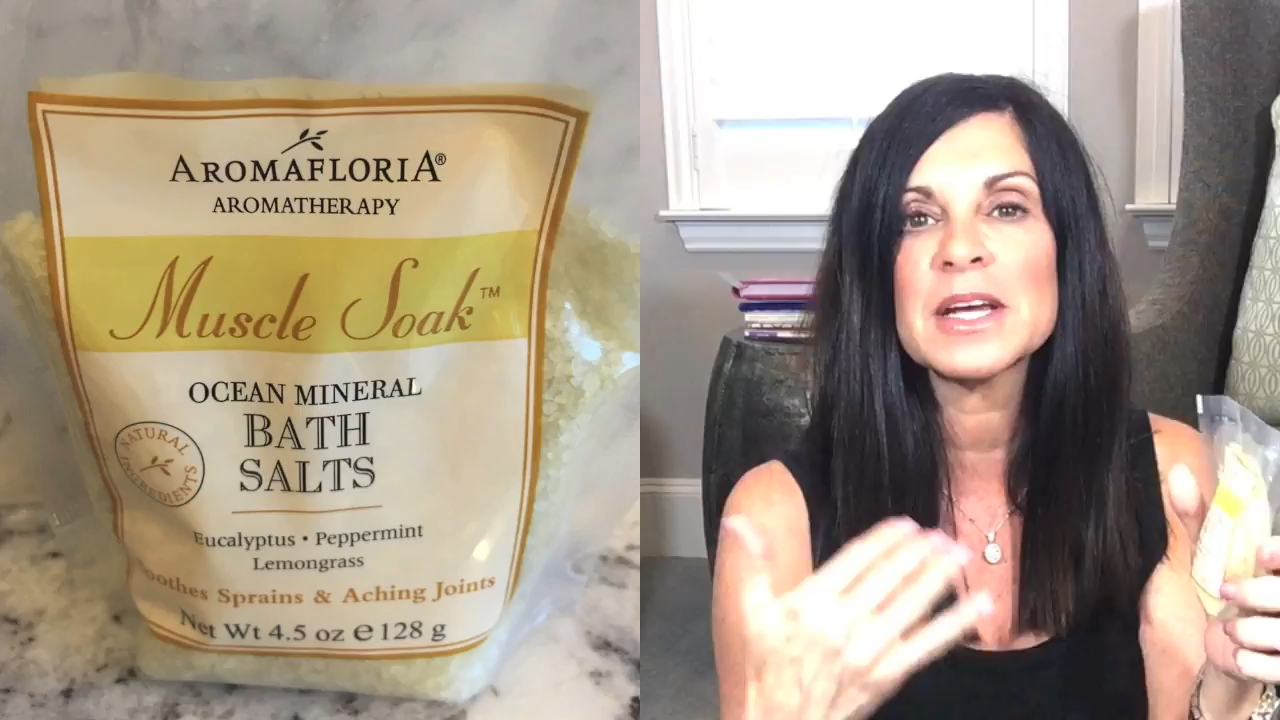 AROMAFLORIA®
AROMATHERAPY
Muscle Soak™
OCEAN MINERAL
BATH
SALTS
NATURAL
INGREDIENTS
Eucalyptus • Peppermint
Lemongrass
Soothes Sprains & Aching Joints
Net Wt 4.5 oz e 128 g